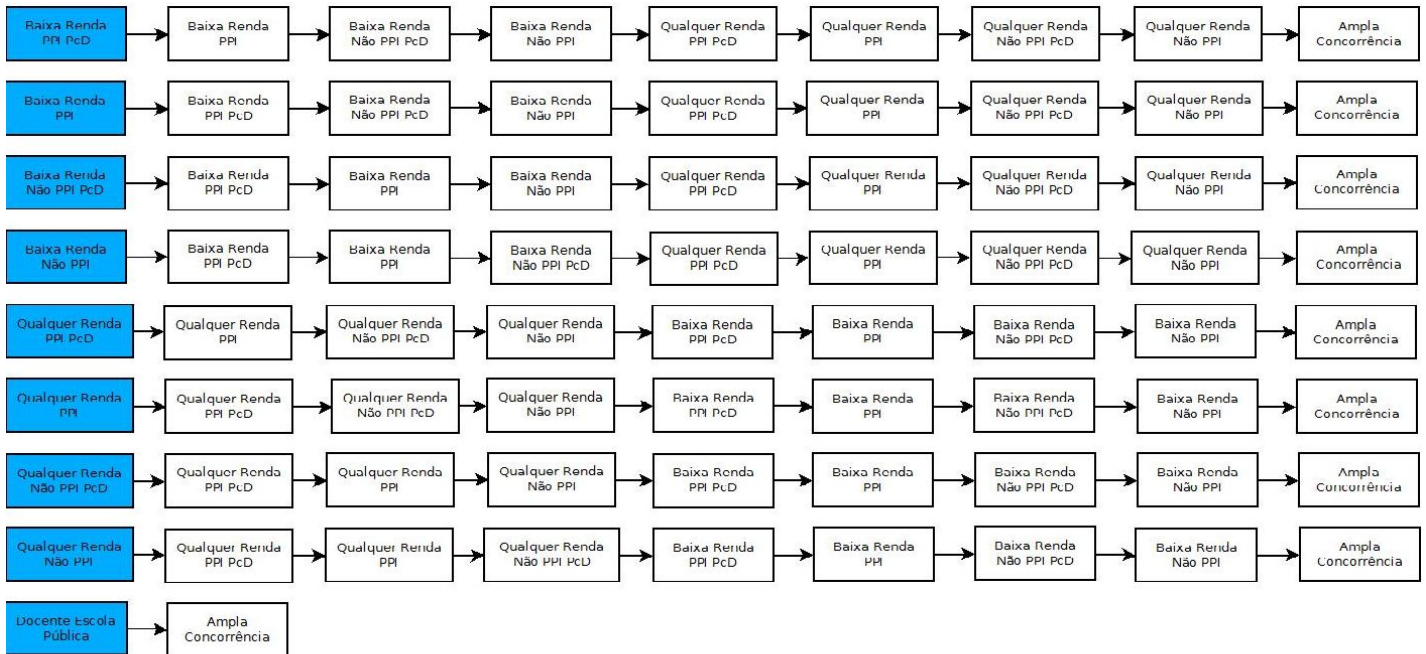 Baixa Renda
PPI PcD
Baixa Renda
PPI
Baixa Renda
Não PPI PcD
Baixa Renda
Não PPI
Qualquer Renda
PPI PcD
Qualquer Renda
PPI
Qualquer Renda
Não PPI PcD
Qualquer Renda
Não PPI
Ampla
Concorrência
Baixa Renda
PPI
Baixa Renda
PPI PcD
Baixa Renda
Não PPI PcD
Baixa Renda
Não PPI
Qualquer Renda
PPI PcD
Qualquer Renda
PPI
Qualquer Renda
Não PPI PcD
Qualquer Renda
Não PPI
Ampla
Concorrência
Baixa Renda
Não PPI PcD
Baixa Renda
PPI PcD
Baixa Renda
PPI
Baixa Renda
Não PPI
Qualquer Renda
PPI PcD
Qualquer Renda
PPI
Qualquer Renda
Não PPI PcD
Qualquer Renda
Não PPI
Ampla
Concorrência
Baixa Renda
Não PPI
Baixa Renda
PPI PcD
Baixa Renda
PPI
Baixa Renda
Não PPI PcD
Qualquer Renda
PPI PcD
Qualquer Renda
PPI
Qualquer Renda
Não PPI PcD
Qualquer Renda
Não PPI
Ampla
Concorrência
Qualquer Renda
PPI PcD
Qualquer Renda
PPI
Qualquer Renda
Não PPI PcD
Qualquer Renda
Não PPI
Baixa Renda
PPI PcD
Baixa Renda
PPI
Baixa Renda
Não PPI PcD
Baixa Renda
Não PPI
Ampla
Concorrência
Qualquer Renda
PPI
Qualquer Renda
PPI PcD
Qualquer Renda
Não PPI PcD
Qualquer Renda
Não PPI
Baixa Renda
PPI PcD
Baixa Renda
PPI
Baixa Renda
Não PPI PcD
Baixa Renda
Não PPI
Ampla
Concorrência
Qualquer Renda
Não PPI PcD
Qualquer Renda
PPI PcD
Qualquer Renda
PPI
Qualquer Renda
Não PPI
Baixa Renda
PPI PcD
Baixa Renda
PPI
Baixa Renda
Não PPI PcD
Baixa Renda
Não PPI
Ampla
Concorrência
Qualquer Renda
Não PPI
Qualquer Renda
PPI PcD
Qualquer Renda
PPI
Qualquer Renda
Não PPI PcD
Baixa Renda
PPI PcD
Baixa Renda
PPI
Baixa Renda
Não PPI PcD
Baixa Renda
Não PPI
Ampla
Concorrência
Docente Escola
Pública
Ampla
Concorrência